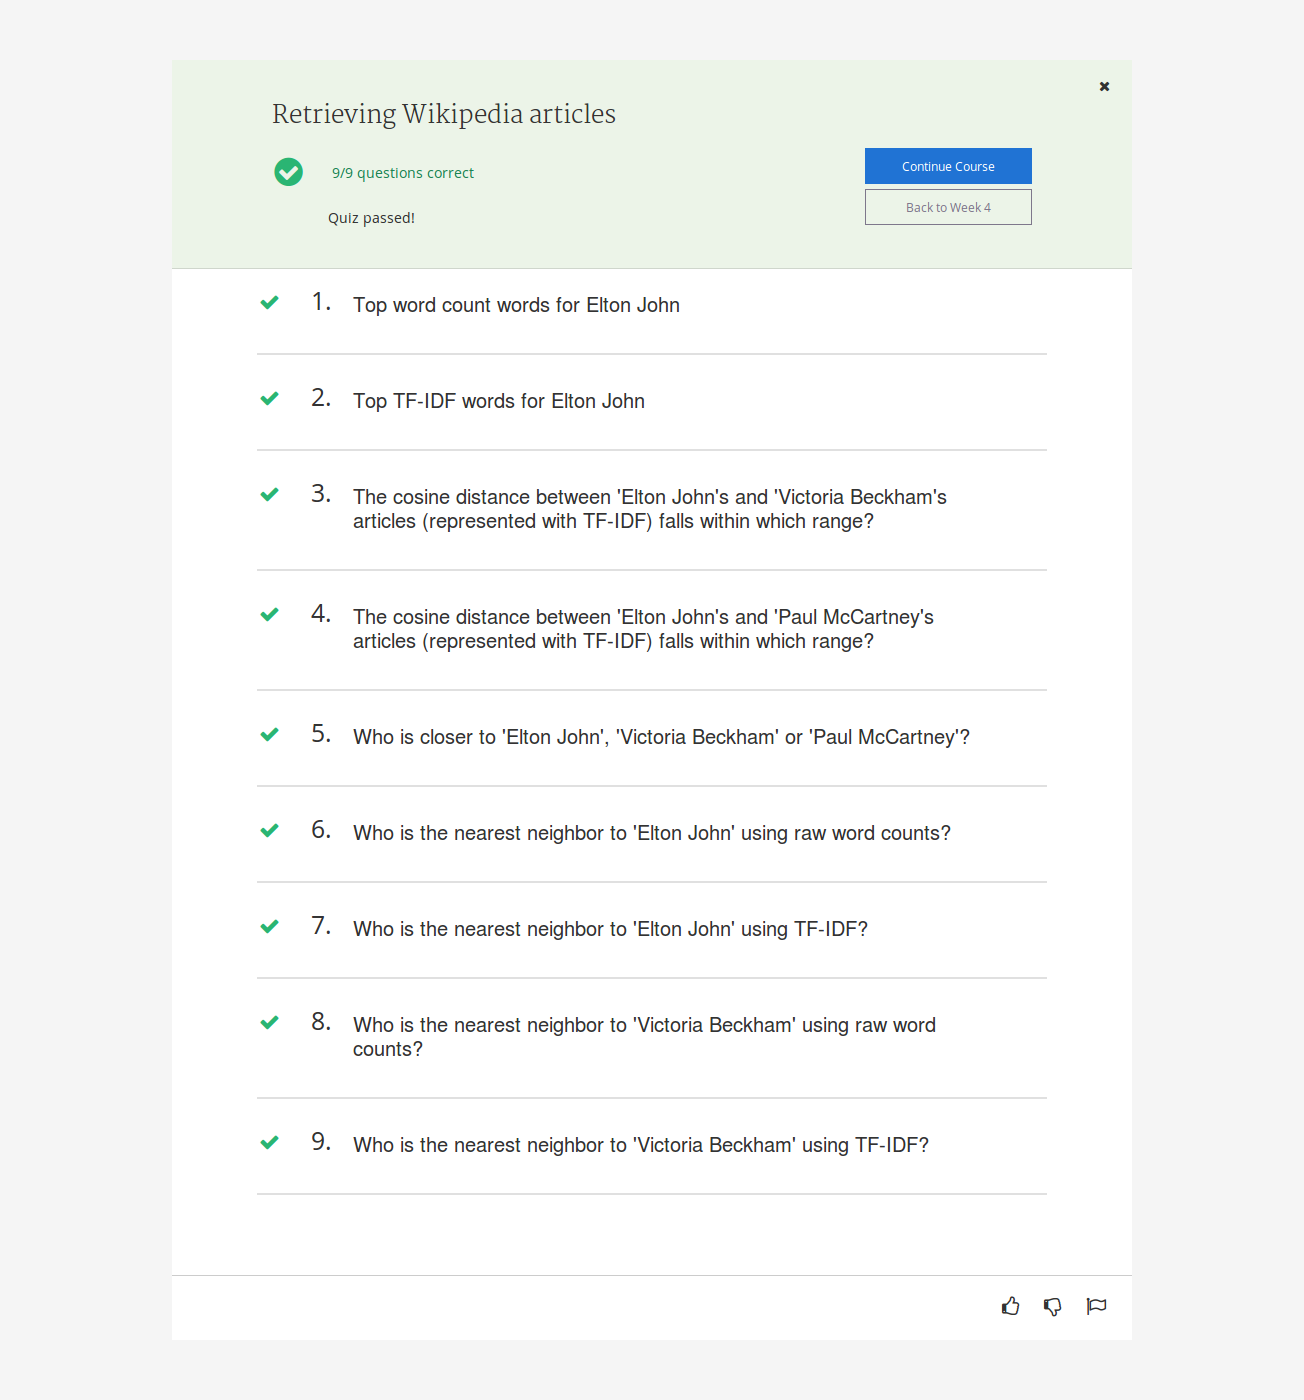 Retrieving Wikipedia articles
9/9 questions correct
Quiz passed!
Continue Course
Back to Week 4
1. Top word count words for Elton John
2. Top TF-IDF words for Elton John
3. The cosine distance between 'Elton John's and 'Victoria Beckham's
articles (represented with TF-IDF) falls within which range?
4. The cosine distance between 'Elton John's and 'Paul McCartney's
articles (represented with TF-IDF) falls within which range?
5. Who is closer to 'Elton John', 'Victoria Beckham' or 'Paul McCartney'?
6. Who is the nearest neighbor to 'Elton John' using raw word counts?
7. Who is the nearest neighbor to 'Elton John' using TF-IDF?
8. Who is the nearest neighbor to 'Victoria Beckham' using raw word
counts?
9. Who is the nearest neighbor to 'Victoria Beckham' using TF-IDF?